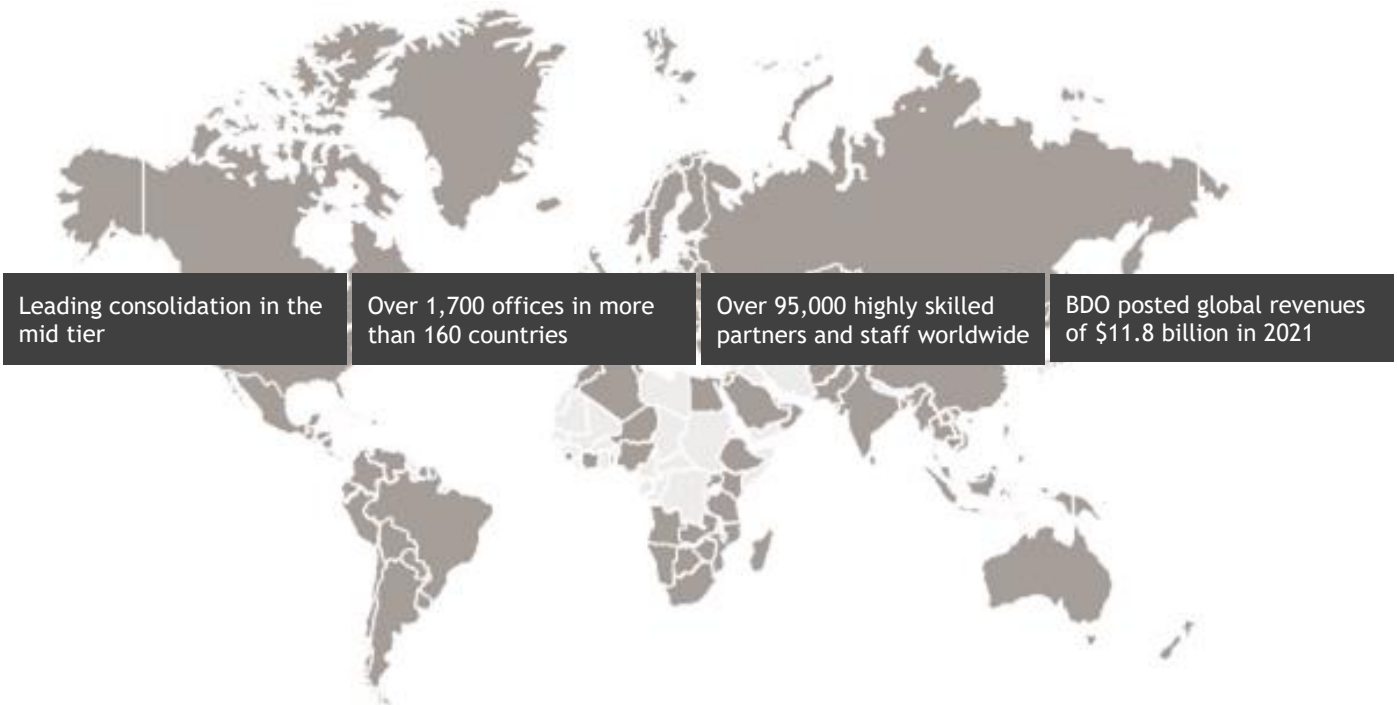 Leading consolidation in the
mid tier
Over 1,700 offices in more
than 160 countries
Over 95,000 highly skilled
partners and staff worldwide
BDO posted global revenues
of $11.8 billion in 2021